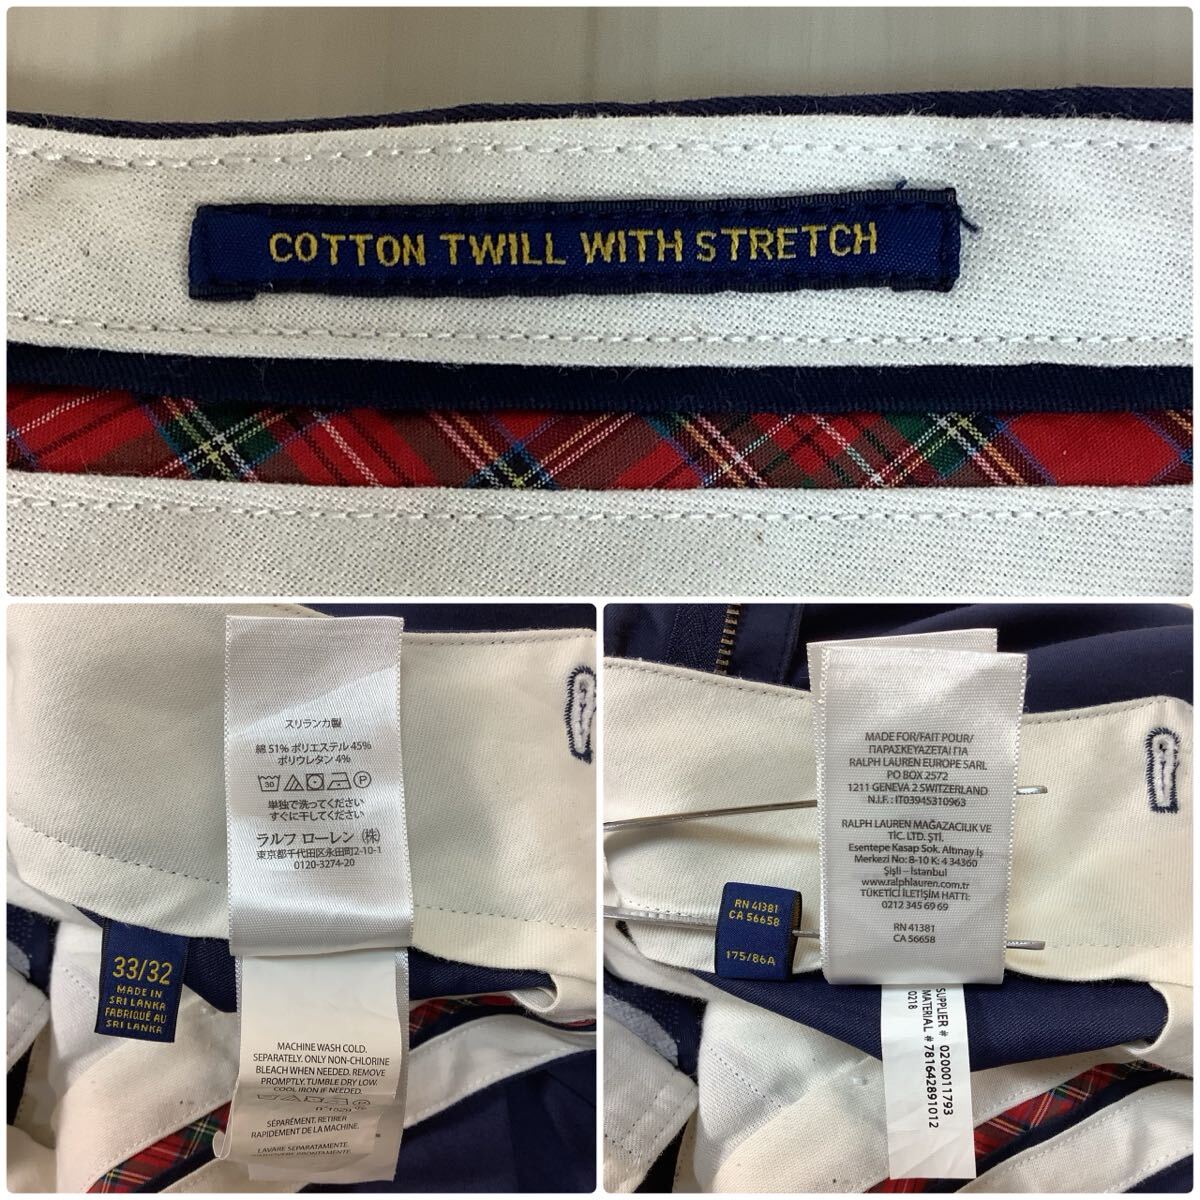 COTTON TWILL WITH STRETCH
スリランカ製
綿 51% ポリエステル 45%
ポリウレタン 4%
30
P
単独で洗ってください
すぐに干してください
ラルフ ローレン (株)
東京都千代田区永田町2-10-1
0120-3274-20
33/32
MADE IN
SRI LANKA
FABRIQUÉ AU
SRI LANKA
MACHINE WASH COLD.
SEPARATELY. ONLY NON-CHLORINE
BLEACH WHEN NEEDED. REMOVE
PROMPTLY. TUMBLE DRY LOW.
COOL IRON IF NEEDED.
SÉPARÉMENT. RETIRER
RAPIDEMENT DE LA MACHINE.
LAVARE SEPARATAMENTE.
MADE FOR/FAIT POUR/
ΠΑΡΑΣΚΕΥΑΖΕΤΑΙ ΓΙΑ
RALPH LAUREN EUROPE SARL
PO BOX 2572
1211 GENEVA 2 SWITZERLAND
N.I.F.: IT03945310963
RALPH LAUREN MAĞAZACILIK VE
TİC. LTD. ŞTİ.
Esentepe Kasap Sok. Altınay İş
Merkezi No: 8-10 K: 4 34360
Şişli – İstanbul
www.ralphlauren.com.tr
TÜKETİCİ İLETİŞİM HATTI:
0212 345 69 69
RN 41381
CA 56658
RN 41381
CA 56658
175/86A
SUPPLIER # 0200011793
MATERIAL # 781642891012
0218